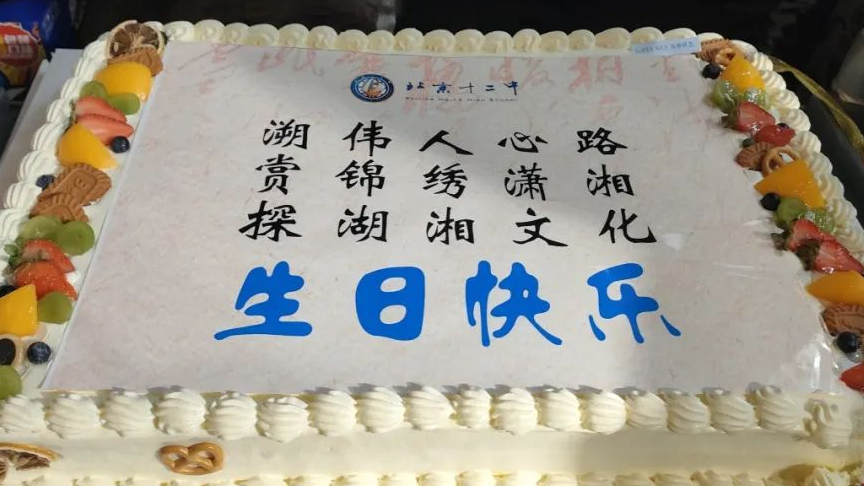 北京十二中
溯伟人心路
赏锦绣潇湘
探湖湘文化
生日快乐